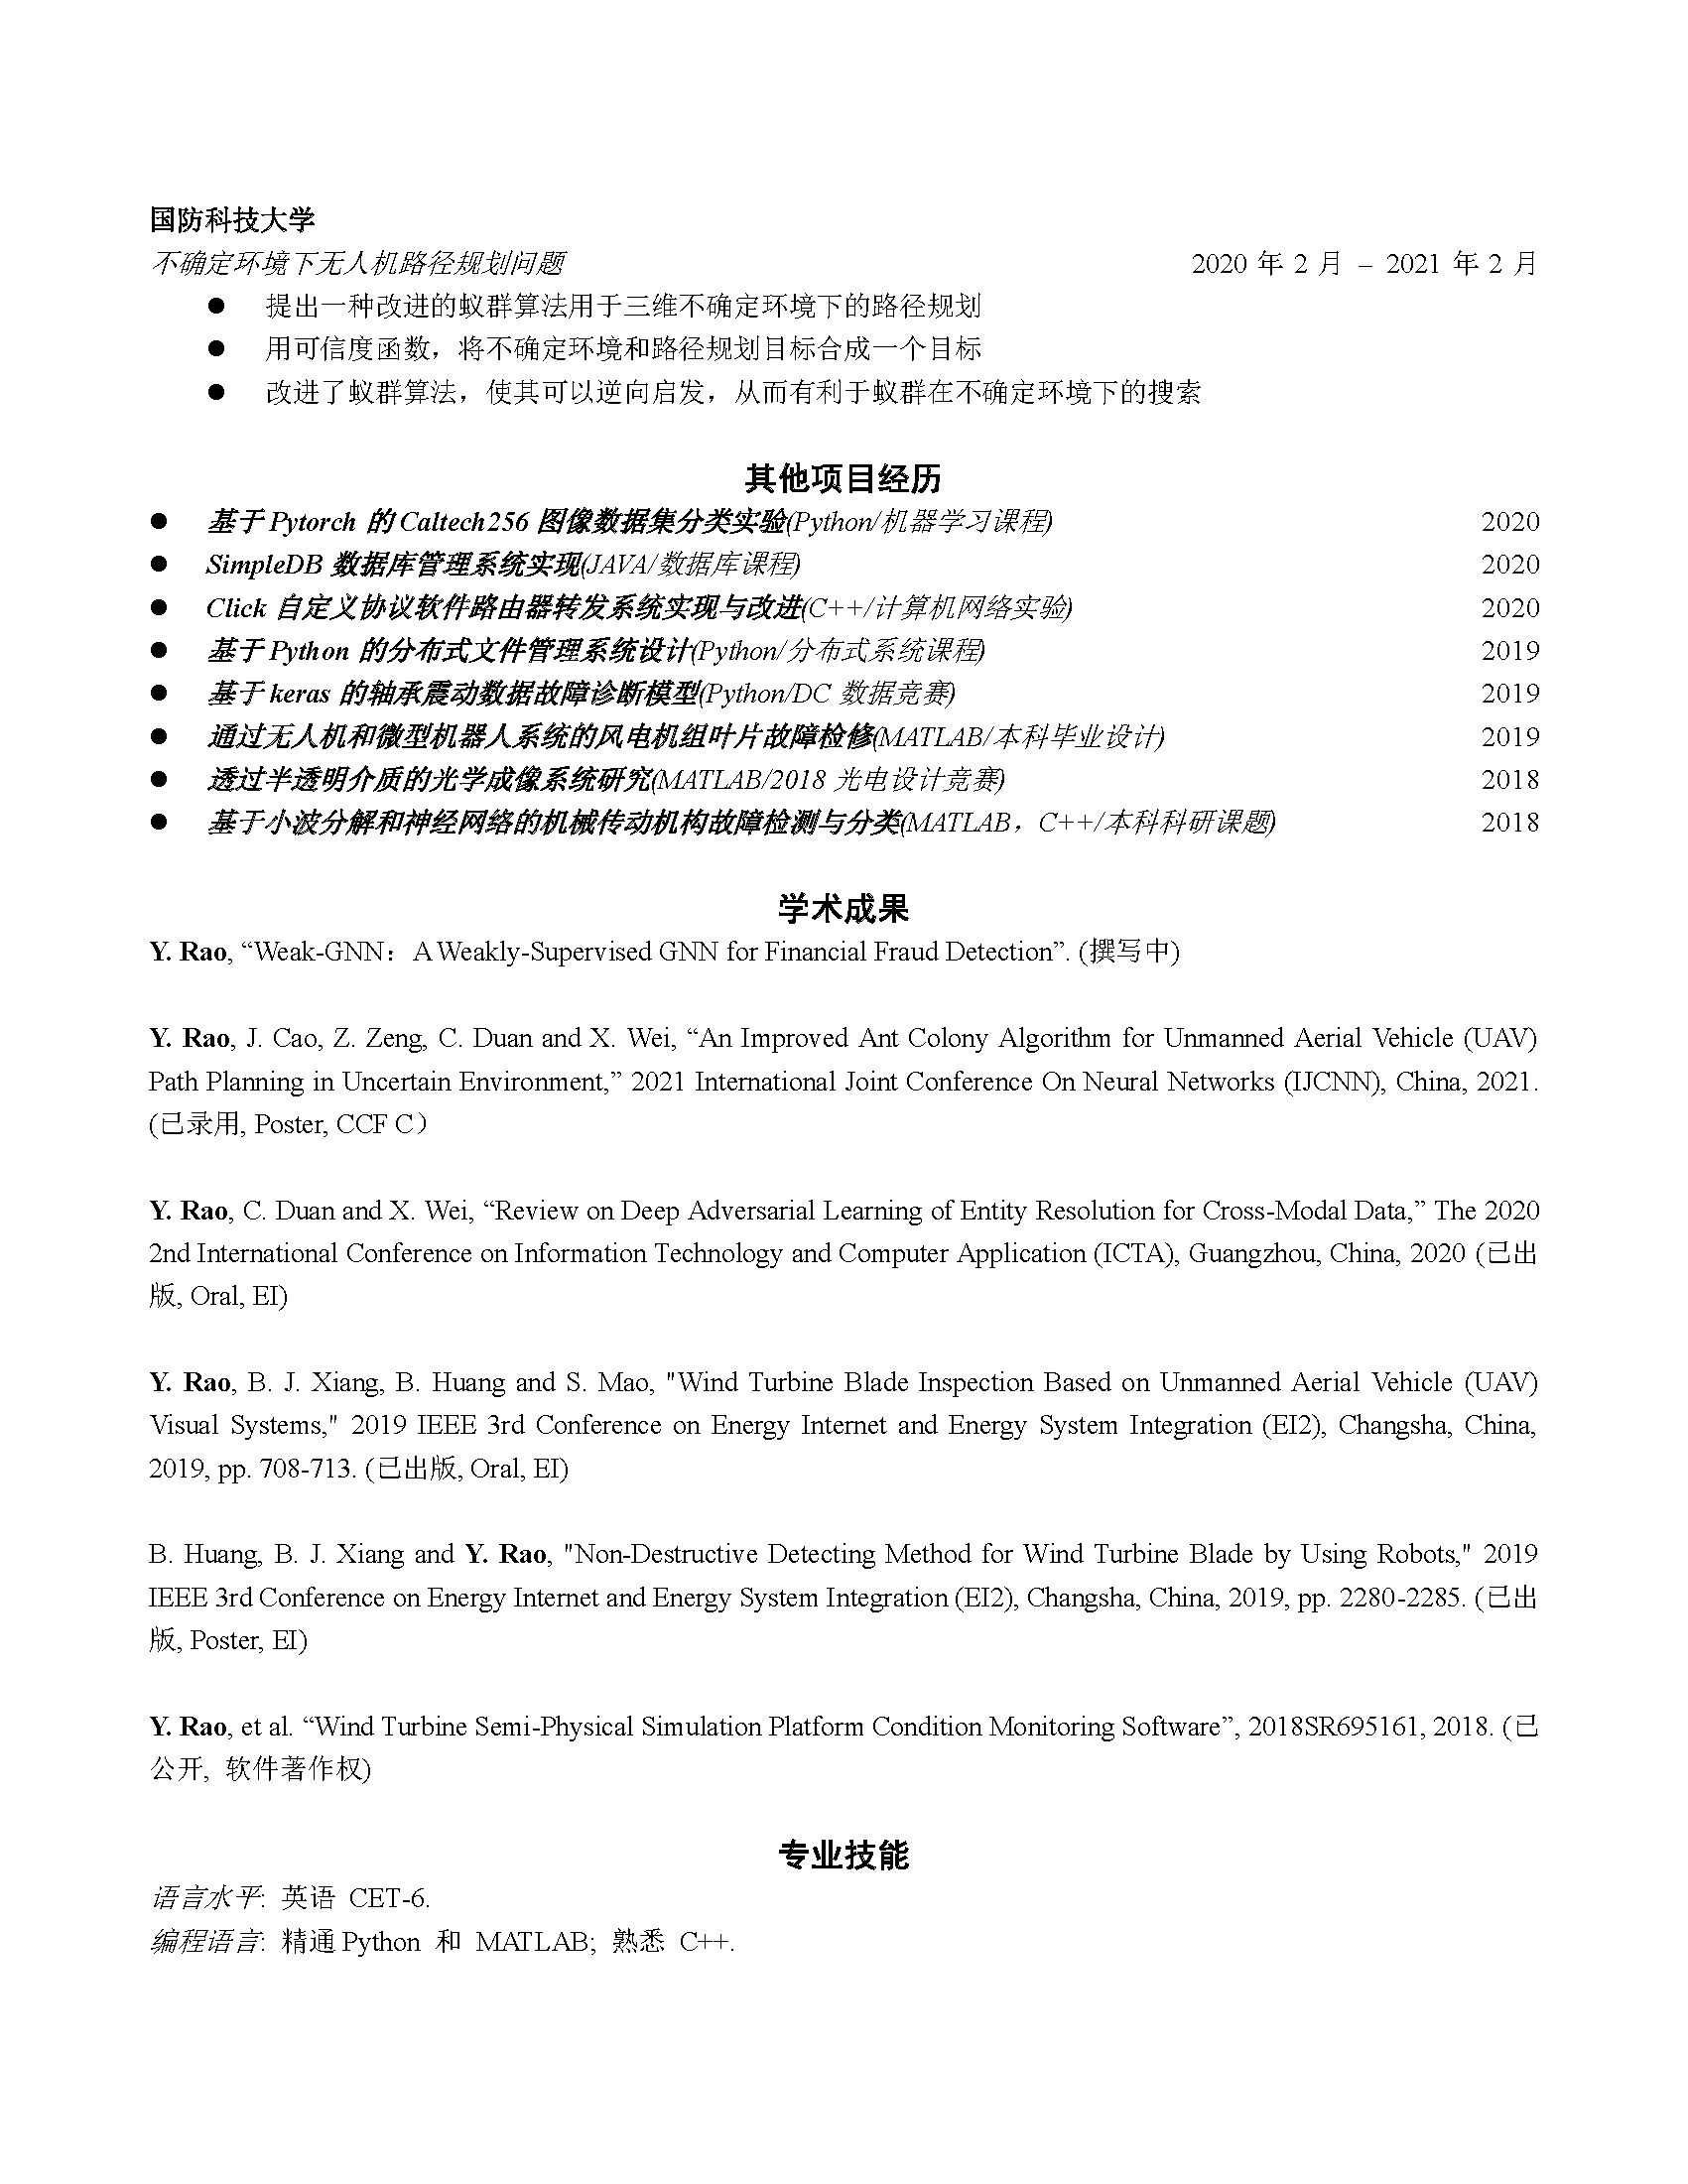 国防科技大学
不确定环境下无人机路径规划问题 2020 年 2 月 – 2021 年 2 月
● 提出一种改进的蚁群算法用于三维不确定环境下的路径规划
● 用可信度函数，将不确定环境和路径规划目标合成一个目标
● 改进了蚁群算法，使其可以逆向启发，从而有利于蚁群在不确定环境下的搜索
其他项目经历
● 基于 Pytorch 的 Caltech256 图像数据集分类实验(Python/机器学习课程) 2020
● SimpleDB 数据库管理系统实现(JAVA/数据库课程) 2020
● Click 自定义协议软件路由器转发系统实现与改进(C++/计算机网络实验) 2020
● 基于 Python 的分布式文件管理系统设计(Python/分布式系统课程) 2019
● 基于 keras 的轴承震动数据故障诊断模型(Python/DC 数据竞赛) 2019
● 通过无人机和微型机器人系统的风电机组叶片故障检修(MATLAB/本科毕业设计) 2019
● 透过半透明介质的光学成像系统研究(MATLAB/2018 光电设计竞赛) 2018
● 基于小波分解和神经网络的机械传动机构故障检测与分类(MATLAB，C++/本科科研课题) 2018
学术成果
Y. Rao, “Weak-GNN：A Weakly-Supervised GNN for Financial Fraud Detection”. (撰写中)
Y. Rao, J. Cao, Z. Zeng, C. Duan and X. Wei, “An Improved Ant Colony Algorithm for Unmanned Aerial Vehicle (UAV)
Path Planning in Uncertain Environment,” 2021 International Joint Conference On Neural Networks (IJCNN), China, 2021.
(已录用, Poster, CCF C）
Y. Rao, C. Duan and X. Wei, “Review on Deep Adversarial Learning of Entity Resolution for Cross-Modal Data,” The 2020
2nd International Conference on Information Technology and Computer Application (ICTA), Guangzhou, China, 2020 (已出
版, Oral, EI)
Y. Rao, B. J. Xiang, B. Huang and S. Mao, "Wind Turbine Blade Inspection Based on Unmanned Aerial Vehicle (UAV)
Visual Systems," 2019 IEEE 3rd Conference on Energy Internet and Energy System Integration (EI2), Changsha, China,
2019, pp. 708-713. (已出版, Oral, EI)
B. Huang, B. J. Xiang and Y. Rao, "Non-Destructive Detecting Method for Wind Turbine Blade by Using Robots," 2019
IEEE 3rd Conference on Energy Internet and Energy System Integration (EI2), Changsha, China, 2019, pp. 2280-2285. (已出
版, Poster, EI)
Y. Rao, et al. “Wind Turbine Semi-Physical Simulation Platform Condition Monitoring Software”, 2018SR695161, 2018. (已
公开, 软件著作权)
专业技能
语言水平: 英语 CET-6.
编程语言: 精通 Python 和 MATLAB; 熟悉 C++.